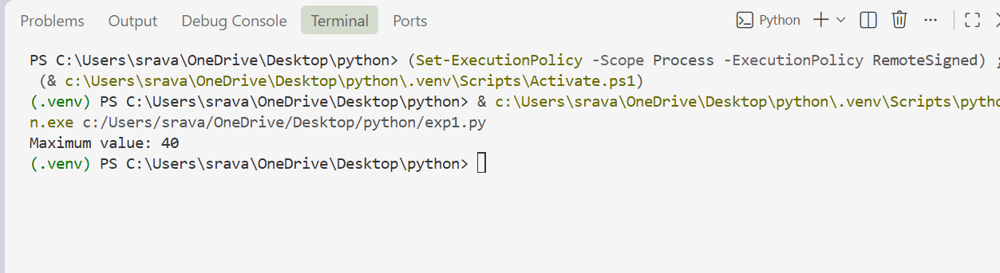 Problems Output Debug Console Terminal Ports Python
PS C:\Users\srava\OneDrive\Desktop\python> (Set-ExecutionPolicy -Scope Process -ExecutionPolicy RemoteSigned) ;
(& c:\Users\srava\OneDrive\Desktop\python\.venv\Scripts\Activate.ps1)
(.venv) PS C:\Users\srava\OneDrive\Desktop\python> & c:\Users\srava\OneDrive\Desktop\python\.venv\Scripts\pytho
n.exe c:/Users/srava/OneDrive/Desktop/python/exp1.py
Maximum value: 40
(.venv) PS C:\Users\srava\OneDrive\Desktop\python>